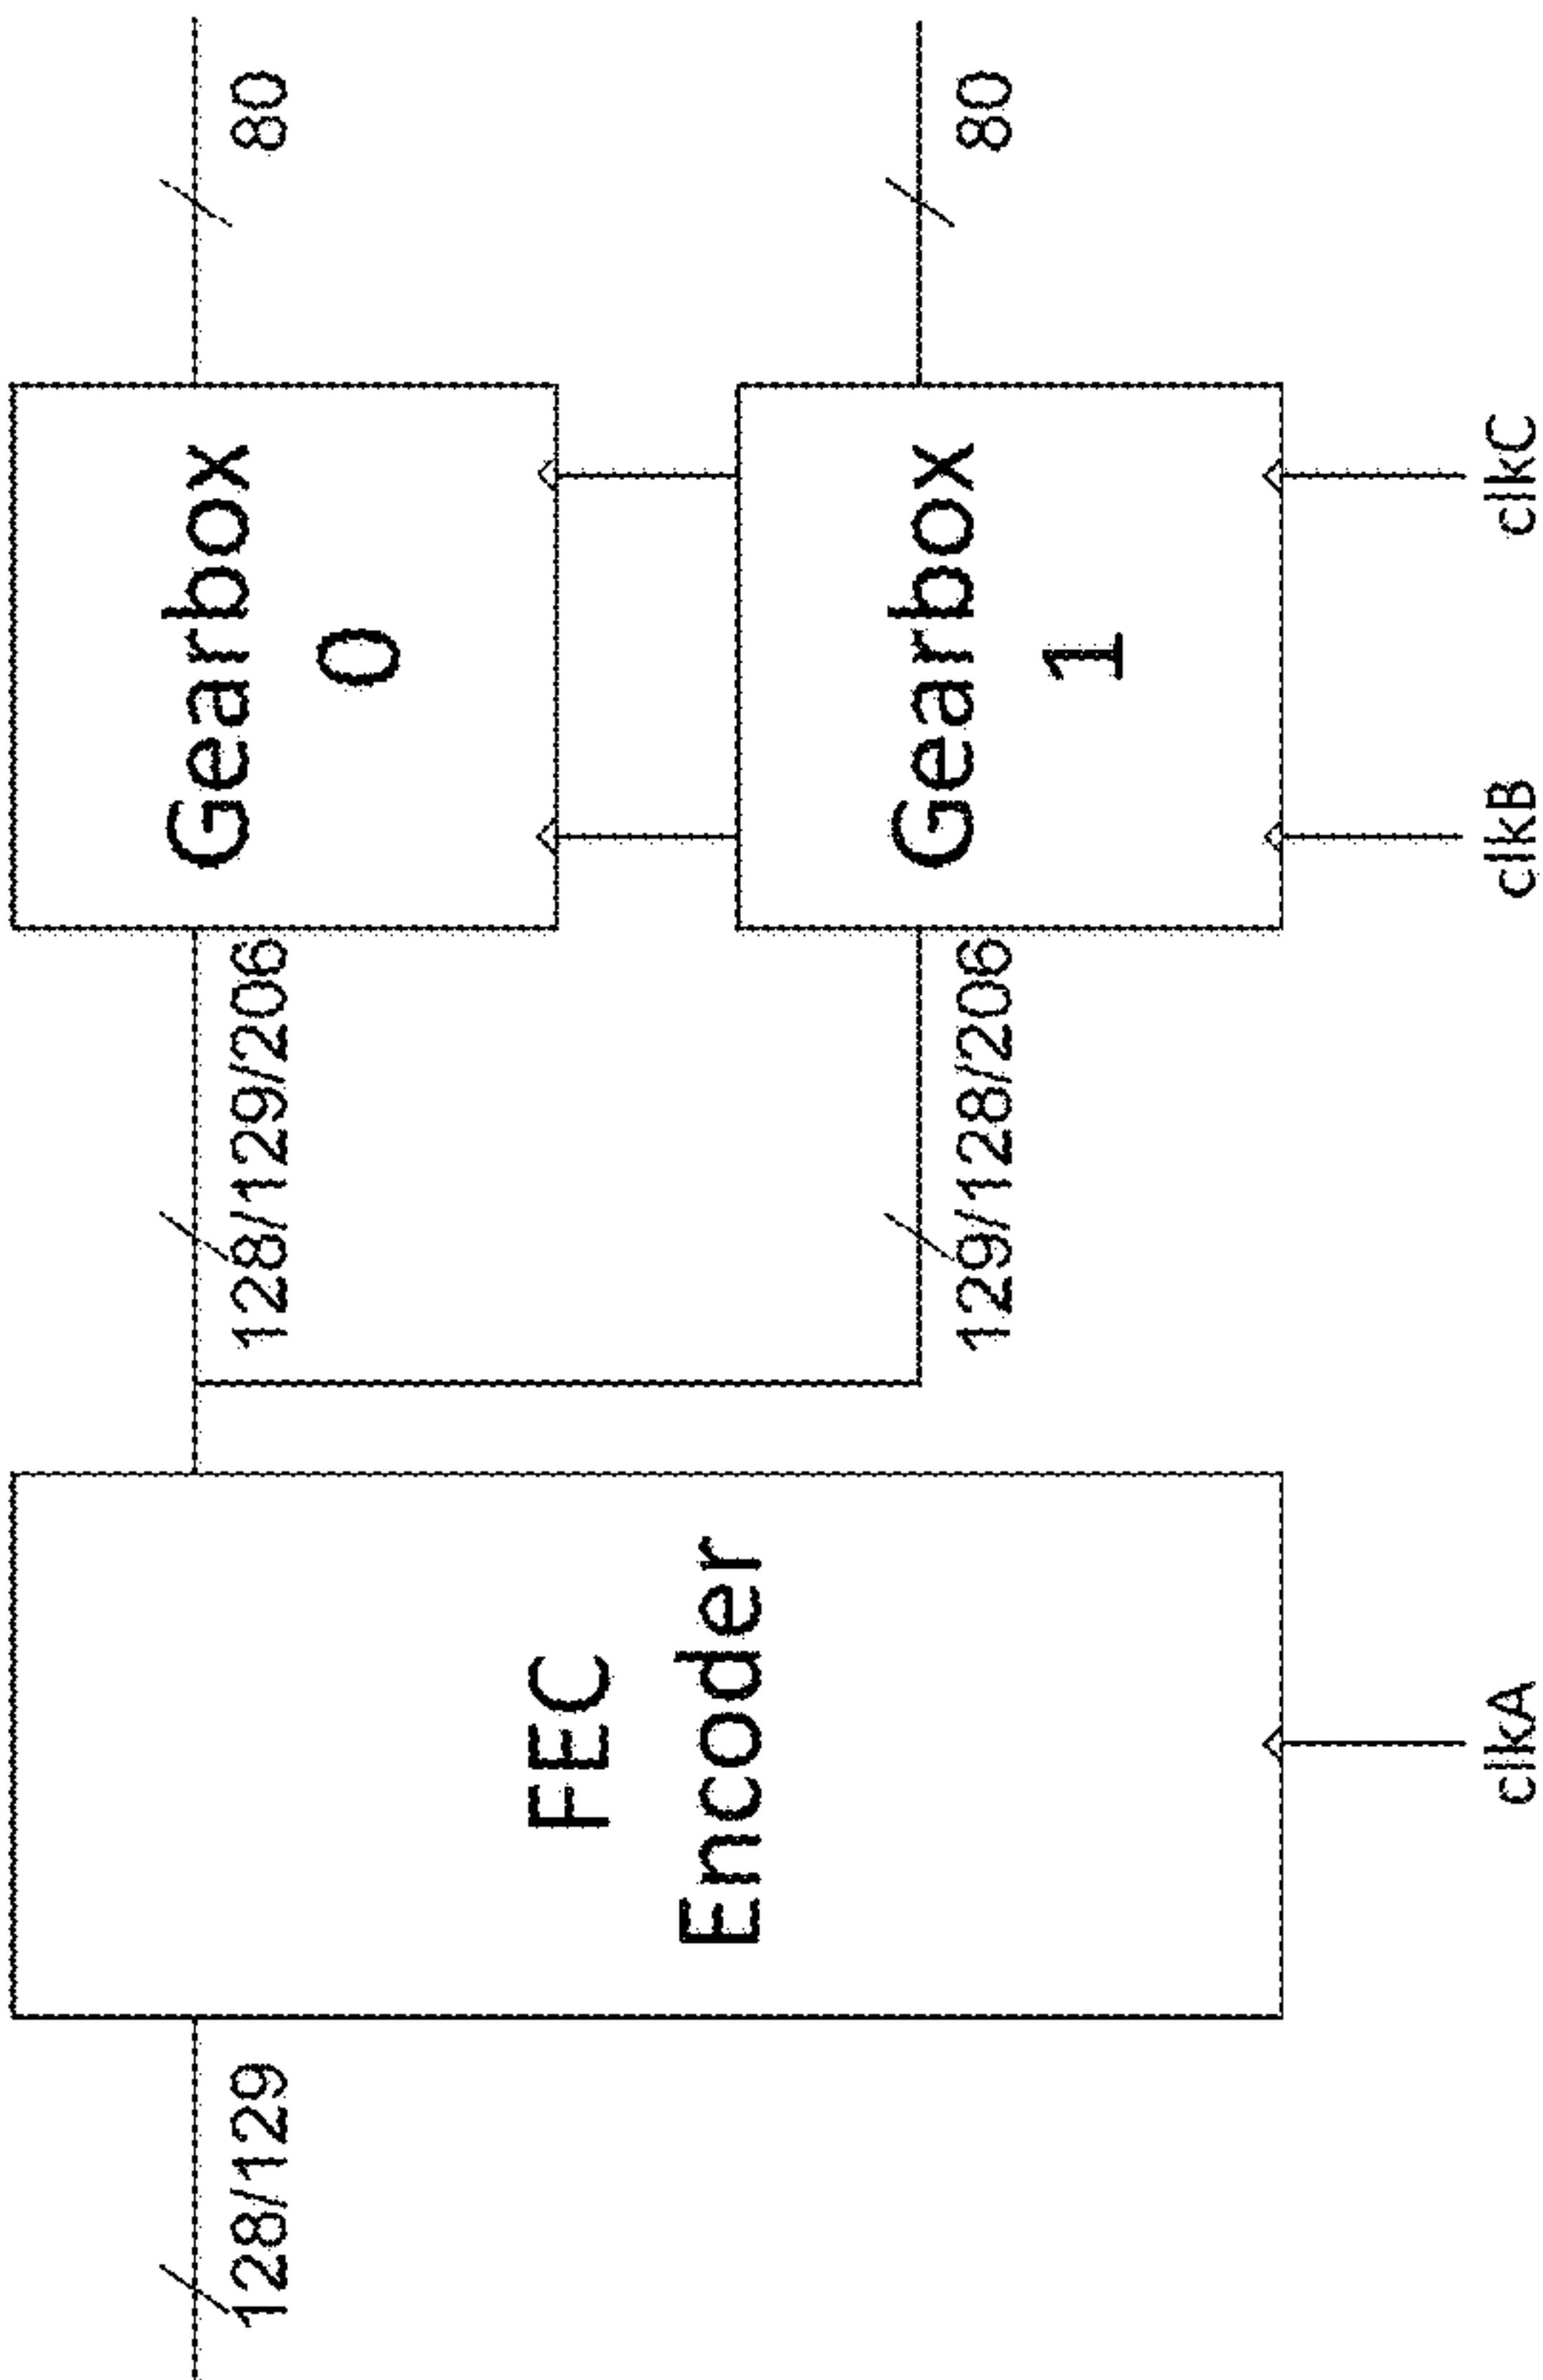 128/129
FEC
Encoder
clkA
128/129/206
129/128/206
Gearbox
0
Gearbox
1
clkB
clkC
80
80